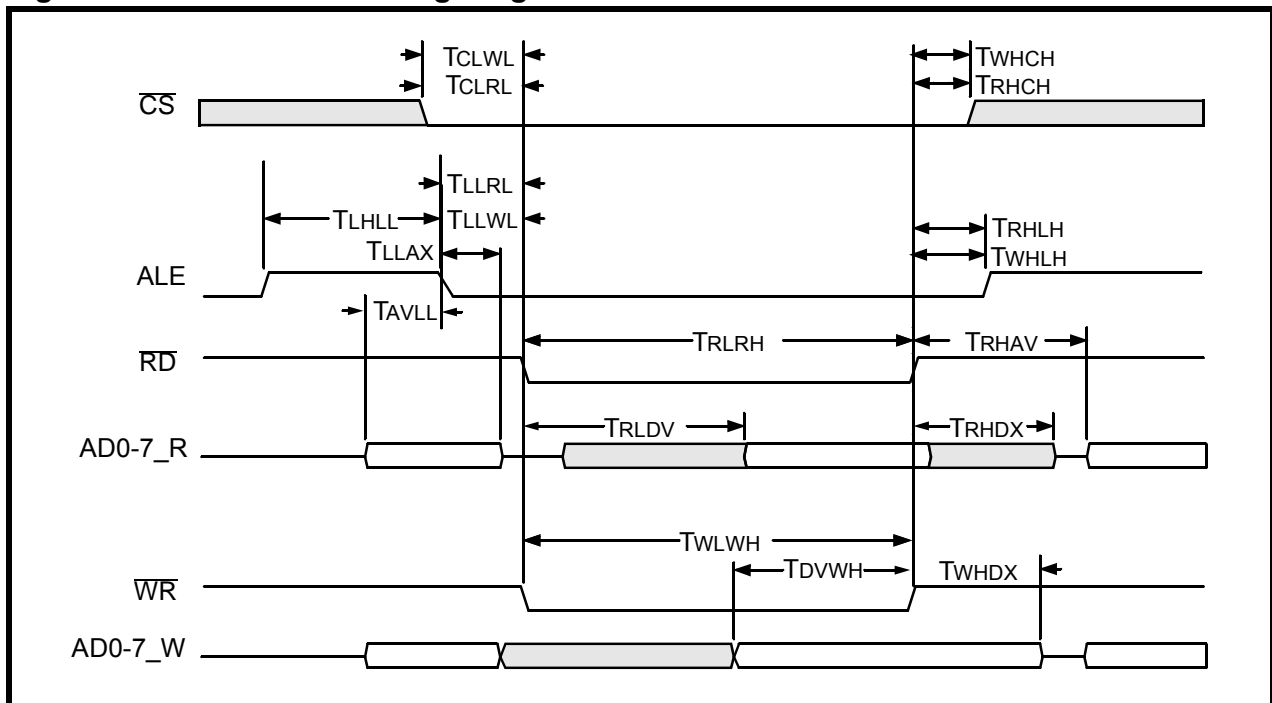 TCLWL
TWHCH
TCLRL
TRHCH
CS
TLLRL
TLHLL
TLLWL
TRHLH
TLLAX
TWHLH
ALE
TAVLL
TRLRH
TRHAV
RD
TRLDV
TRHDX
AD0-7_R
TWLWH
TDVWH
TWHDX
WR
AD0-7_W